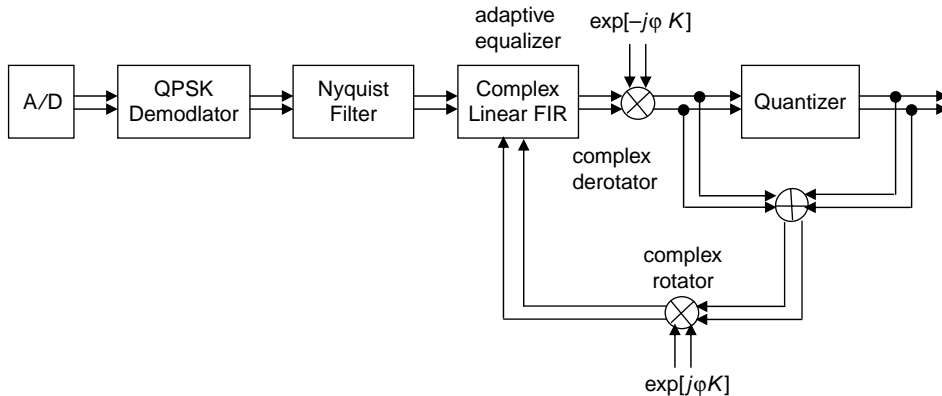 adaptive
equalizer
exp[–jφ K]
A/D
QPSK
Demodlator
Nyquist
Filter
Complex
Linear FIR
Quantizer
complex
derotator
complex
rotator
exp[jφK]